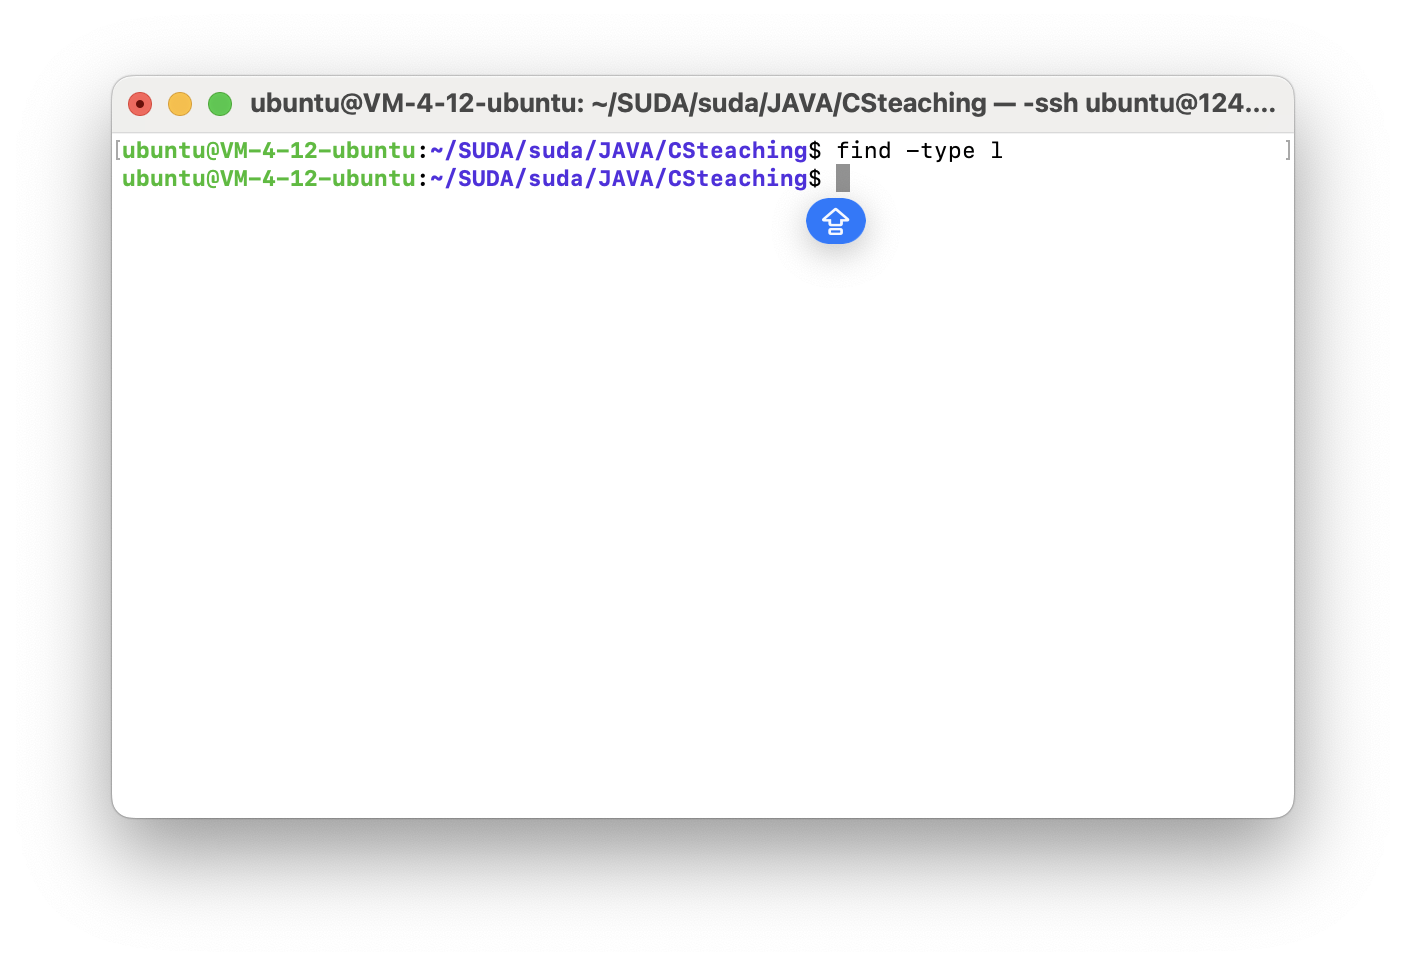 ubuntu@VM-4-12-ubuntu: ~/SUDA/suda/JAVA/CSteaching — -ssh ubuntu@124....
[ubuntu@VM-4-12-ubuntu:~/SUDA/suda/JAVA/CSteaching$ find -type l ]
ubuntu@VM-4-12-ubuntu:~/SUDA/suda/JAVA/CSteaching$